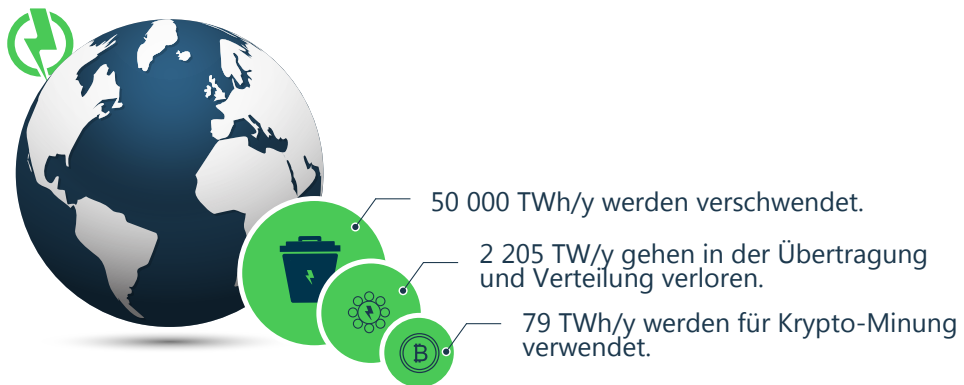 50 000 TWh/y werden verschwendet.
2 205 TW/y gehen in der Übertragung
und Verteilung verloren.
79 TWh/y werden für Krypto-Minung
verwendet.